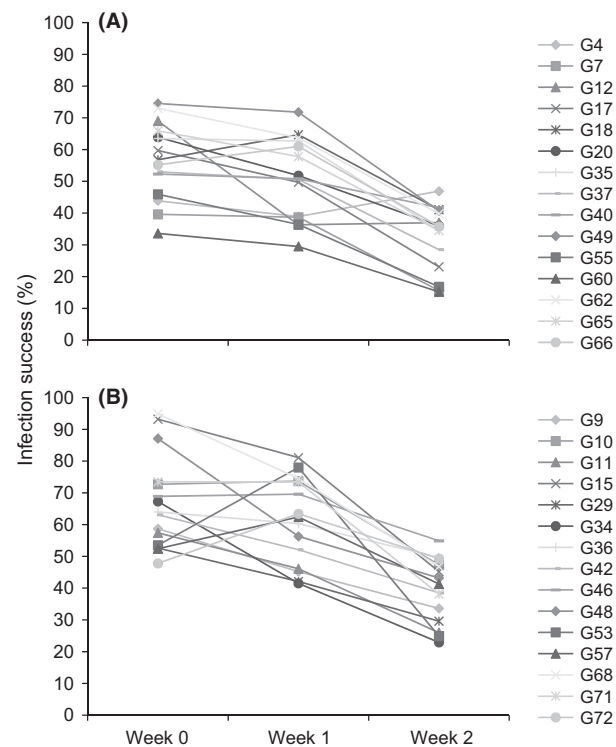 Infection success (%)
(A)
100
90
80
70
60
50
40
30
20
10
0
G4
G7
G12
G17
G18
G20
G35
G37
G40
G49
G55
G60
G62
G65
G66
(B)
100
90
80
70
60
50
40
30
20
10
0
G9
G10
G11
G15
G29
G34
G36
G42
G46
G48
G53
G57
G68
G71
G72
Week 0 Week 1 Week 2